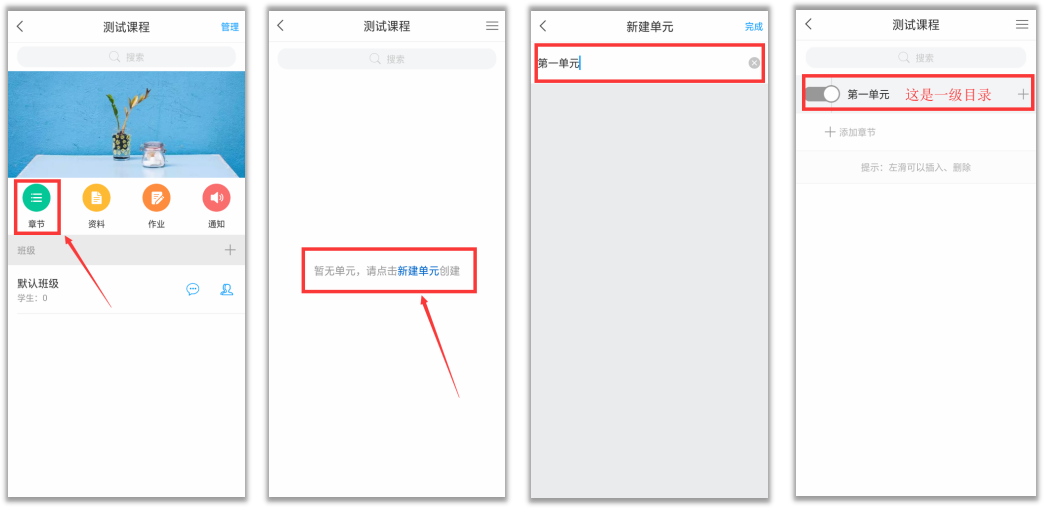 测试课程
管理
搜索
章节
资料
作业
通知
班级
默认班级
学生：0
测试课程
搜索
暂无单元，请点击新建单元创建
新建单元
完成
第一单元
测试课程
搜索
第一单元 这是一级目录
添加章节
提示：左滑可以插入、删除